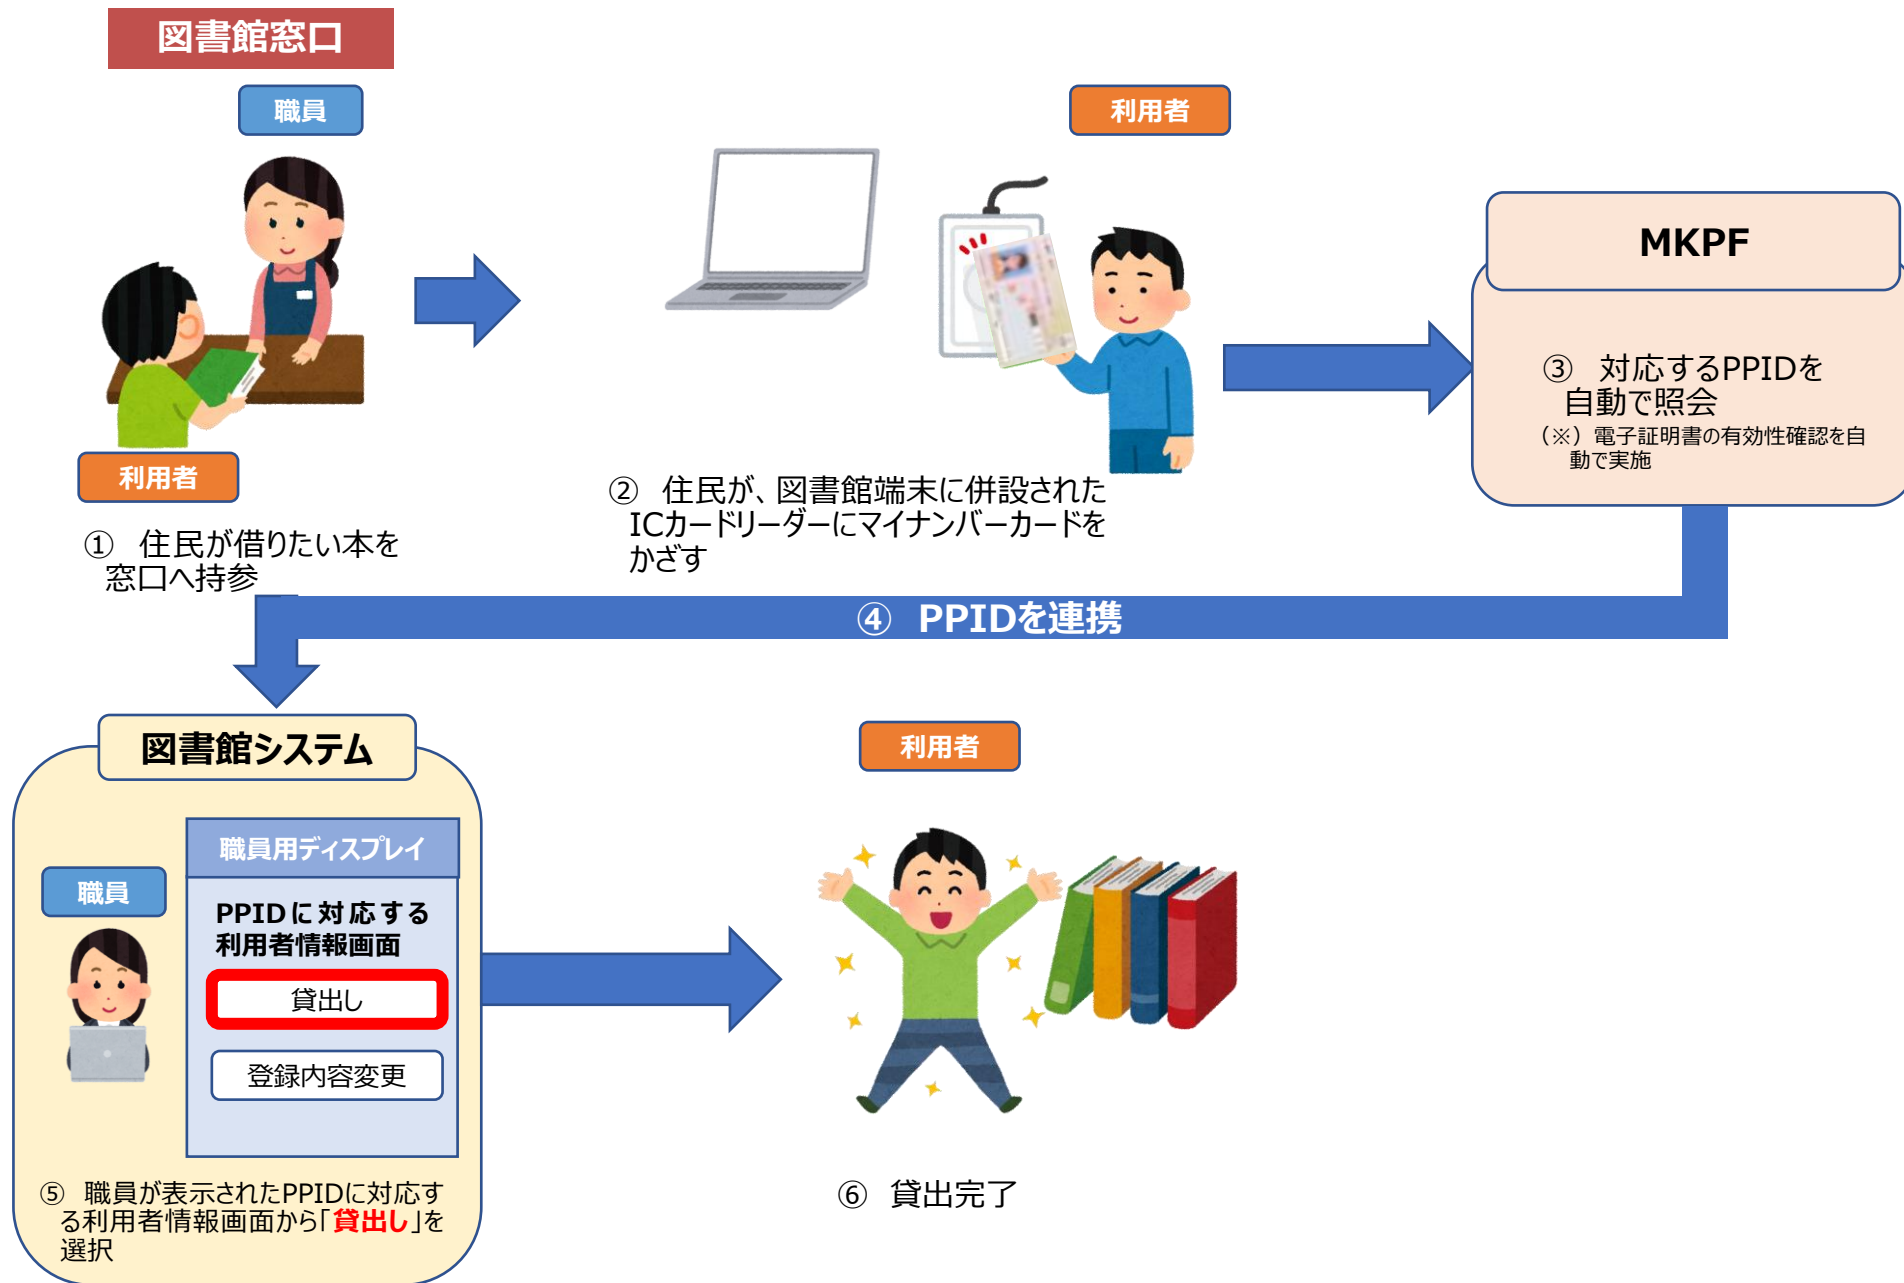 図書館窓口
職員
利用者
① 住民が借りたい本を
窓口へ持参
利用者
② 住民が、図書館端末に併設された
ICカードリーダーにマイナンバーカードを
かざす
MKPF
③ 対応するPPIDを
自動で照会
（※）電子証明書の有効性確認を自
動で実施
④ PPIDを連携
図書館システム
職員
職員用ディスプレイ
PPIDに対応する
利用者情報画面
貸出し
登録内容変更
⑤ 職員が表示されたPPIDに対応す
る利用者情報画面から「貸出し」を
選択
利用者
⑥ 貸出完了